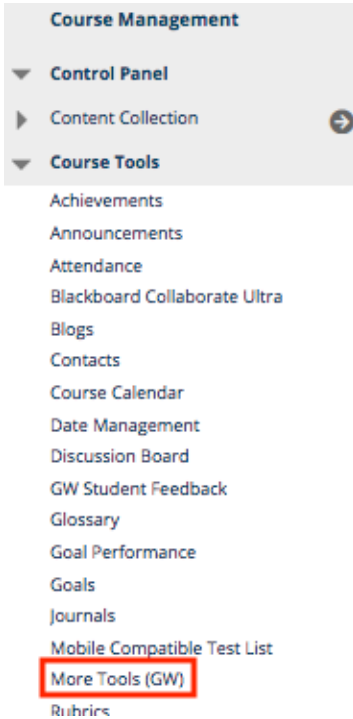 Course Management
Control Panel
Content Collection
Course Tools
Achievements
Announcements
Attendance
Blackboard Collaborate Ultra
Blogs
Contacts
Course Calendar
Date Management
Discussion Board
GW Student Feedback
Glossary
Goal Performance
Goals
Journals
Mobile Compatible Test List
More Tools (GW)
Rubrics